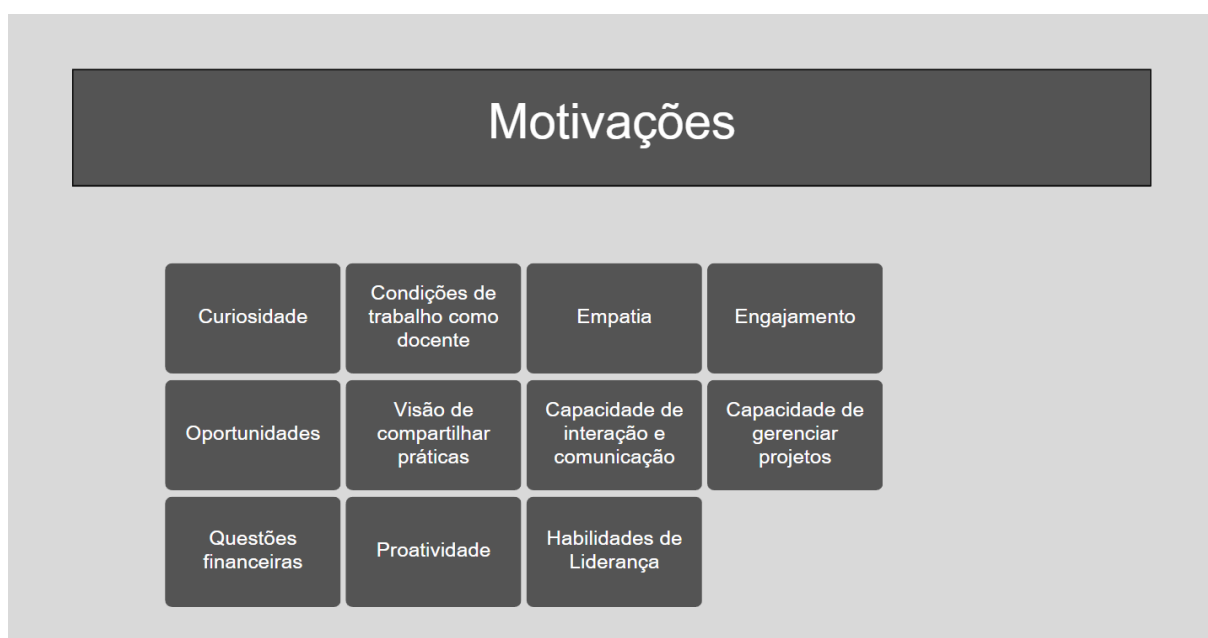 Motivações
Curiosidade
Condições de
trabalho como
docente
Empatia
Engajamento
Oportunidades
Visão de
compartilhar
práticas
Capacidade de
interação e
comunicação
Capacidade de
gerenciar
projetos
Questões
financeiras
Proatividade
Habilidades de
Liderança